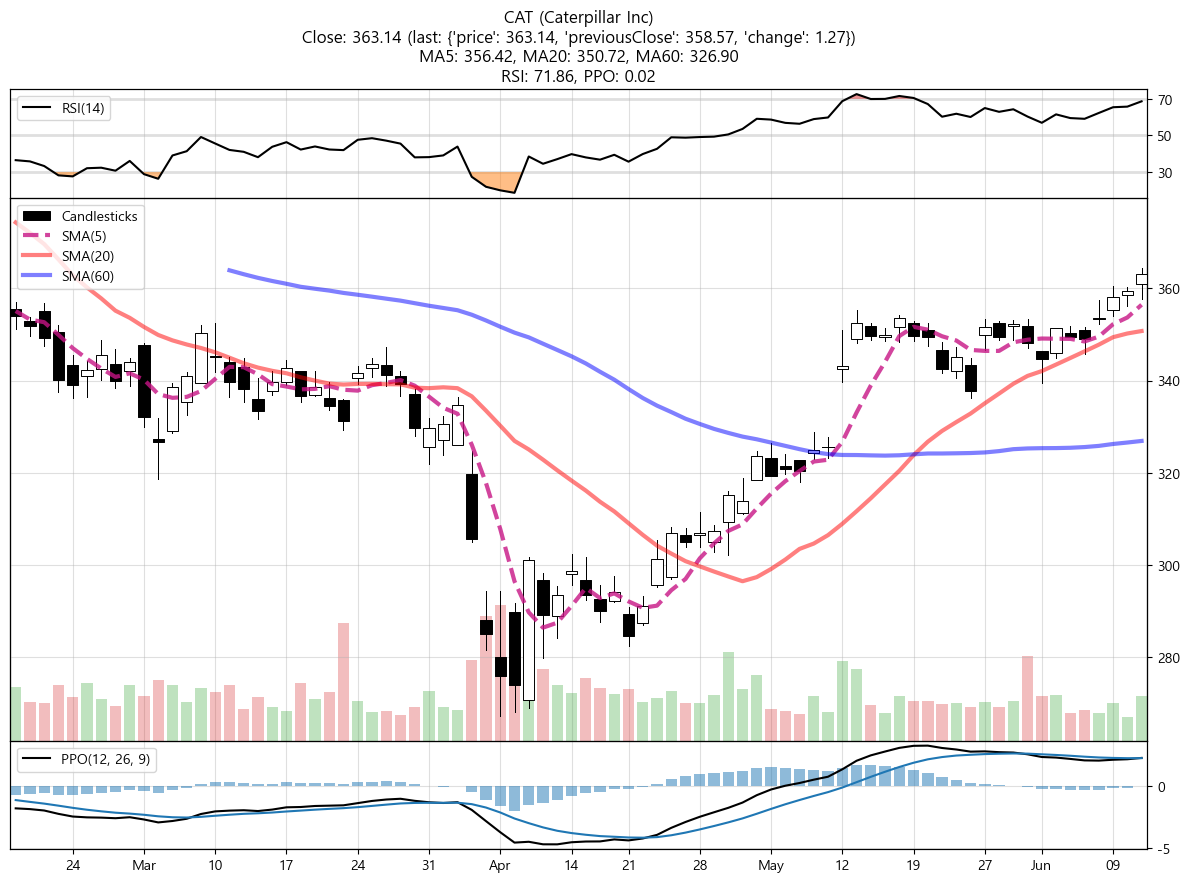 CAT (Caterpillar Inc)
Close: 363.14 (last: {'price': 363.14, 'previousClose': 358.57, 'change': 1.27})
MA5: 356.42, MA20: 350.72, MA60: 326.90
RSI: 71.86, PPO: 0.02
RSI(14)
70
50
30
Candlesticks
SMA(5)
SMA(20)
SMA(60)
360
340
320
300
280
PPO(12, 26, 9)
0
-5
24 Mar 10 17 24 31 Apr 14 21 28 May 12 19 27 Jun 09